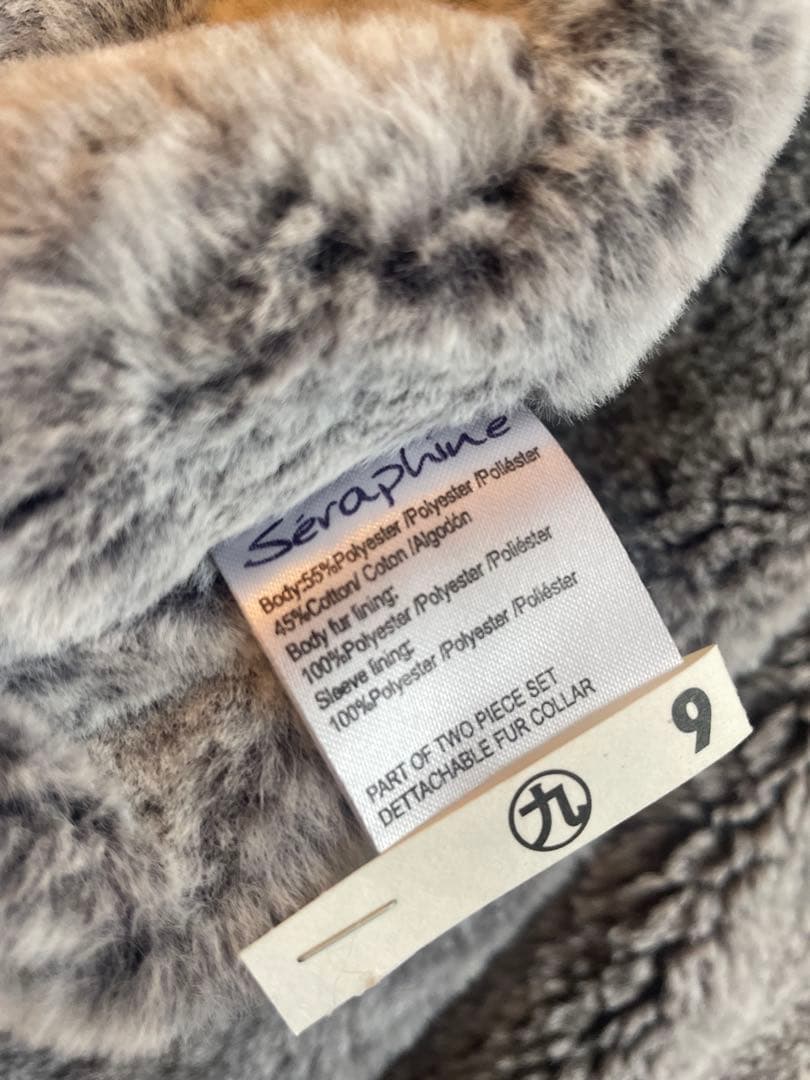 Séraphine
Body:55%Polyester /Polyester /Poliéster
45%Cotton/ Coton /Algodón
Body fur lining:
100%Polyester /Polyester /Poliéster
Sleeve lining:
100%Polyester /Polyester /Poliéster
PART OF TWO PIECE SET
DETTACHABLE FUR COLLAR
九 9